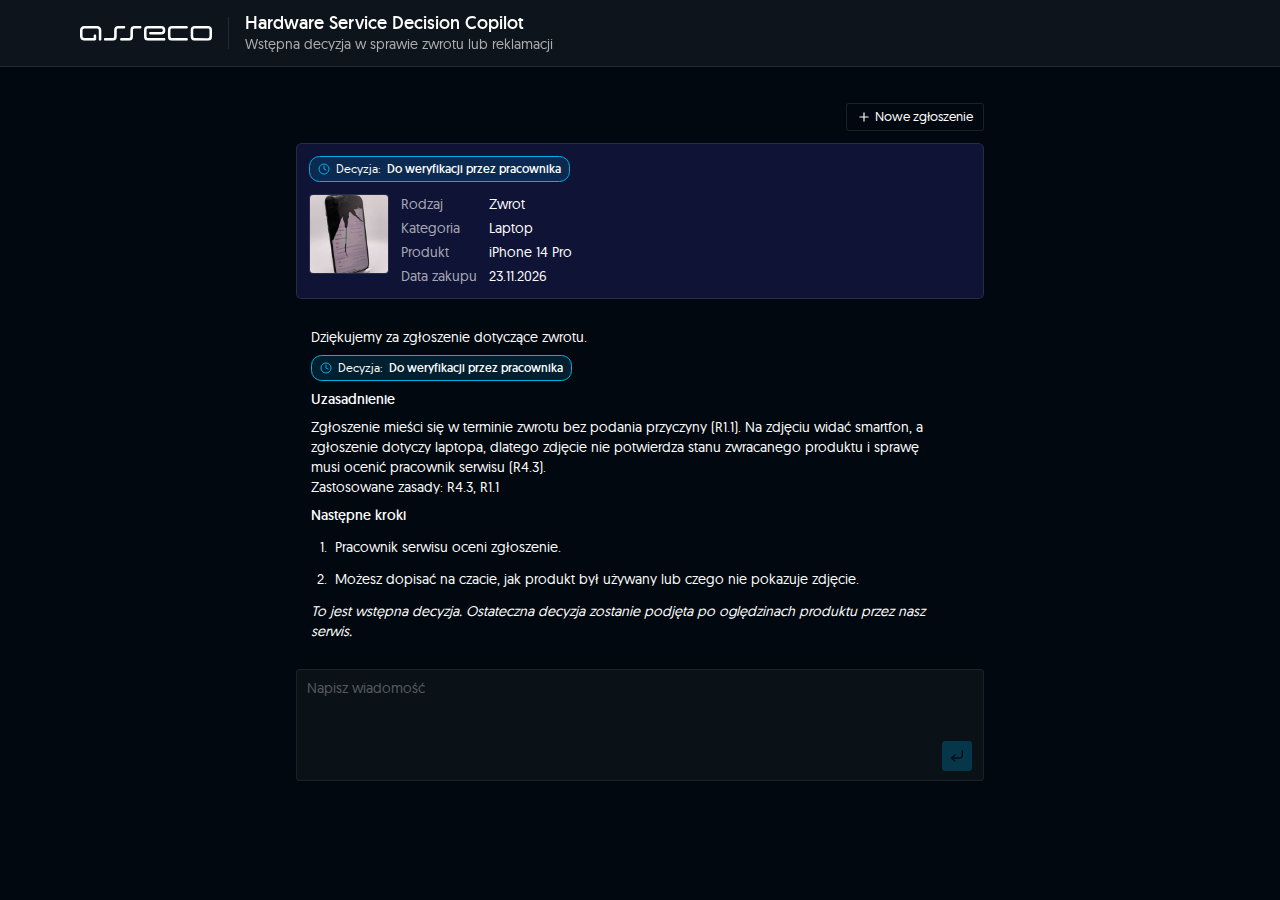 asseco
Hardware Service Decision Copilot
Wstępna decyzja w sprawie zwrotu lub reklamacji
Nowe zgłoszenie
Decyzja: Do weryfikacji przez pracownika
Rodzaj Zwrot
Kategoria Laptop
Produkt iPhone 14 Pro
Data zakupu 23.11.2026
Dziękujemy za zgłoszenie dotyczące zwrotu.
Decyzja: Do weryfikacji przez pracownika
Uzasadnienie
Zgłoszenie mieści się w terminie zwrotu bez podania przyczyny (R1.1). Na zdjęciu widać smartfon, a
zgłoszenie dotyczy laptopa, dlatego zdjęcie nie potwierdza stanu zwracanego produktu i sprawę
musi ocenić pracownik serwisu (R4.3).
Zastosowane zasady: R4.3, R1.1
Następne kroki
1. Pracownik serwisu oceni zgłoszenie.
2. Możesz dopisać na czacie, jak produkt był używany lub czego nie pokazuje zdjęcie.
To jest wstępna decyzja. Ostateczna decyzja zostanie podjęta po oględzinach produktu przez nasz
serwis.
Napisz wiadomość